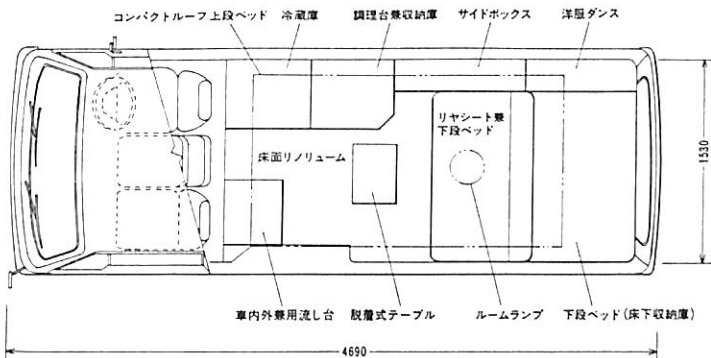 コンパクトルーフ上段ベッド
冷蔵庫
調理台兼収納庫
サイドボックス
洋服ダンス
リヤシート兼
下段ベッド
床面リノリューム
1530
車内外兼用流し台
脱着式テーブル
ルームランプ
下段ベッド(床下収納庫)
4690